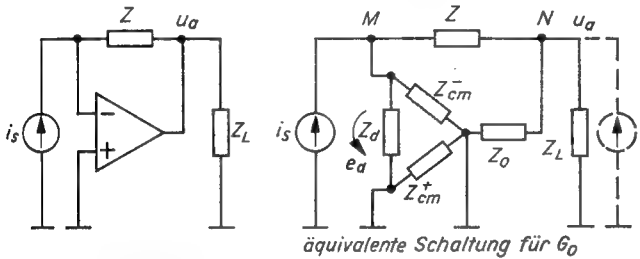 Z
u_a
i_s
−
+
Z_L
M
Z
N
u_a
i_s
Z_d
e_d
Z_cm^−
Z_cm^+
Z_o
Z_L
äquivalente Schaltung für G_o